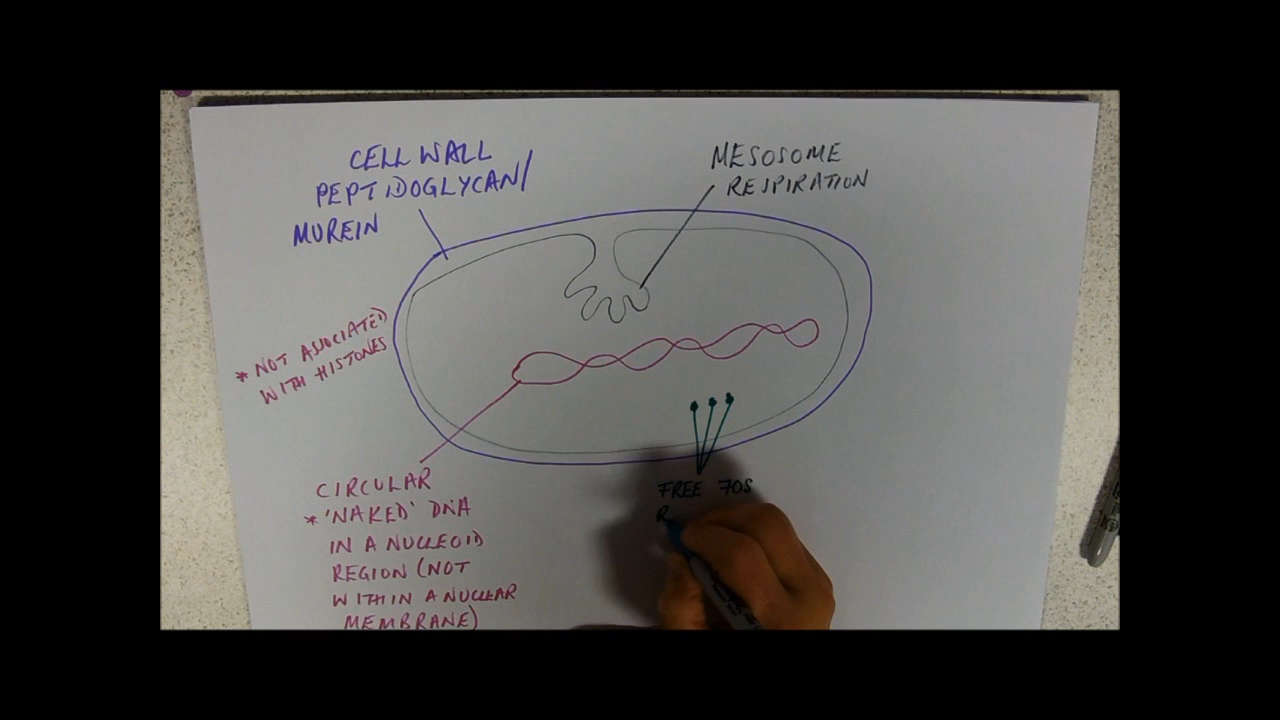 CELL WALL
PEPTIDOGLYCAN/
MUREIN
MESOSOME
RESPIRATION
*NOT ASSOCIATED
WITH HISTONES
CIRCULAR
*'NAKED' DNA
IN A NUCLEOID
REGION (NOT
WITHIN A NUCLEAR
MEMBRANE)
FREE 70S
R